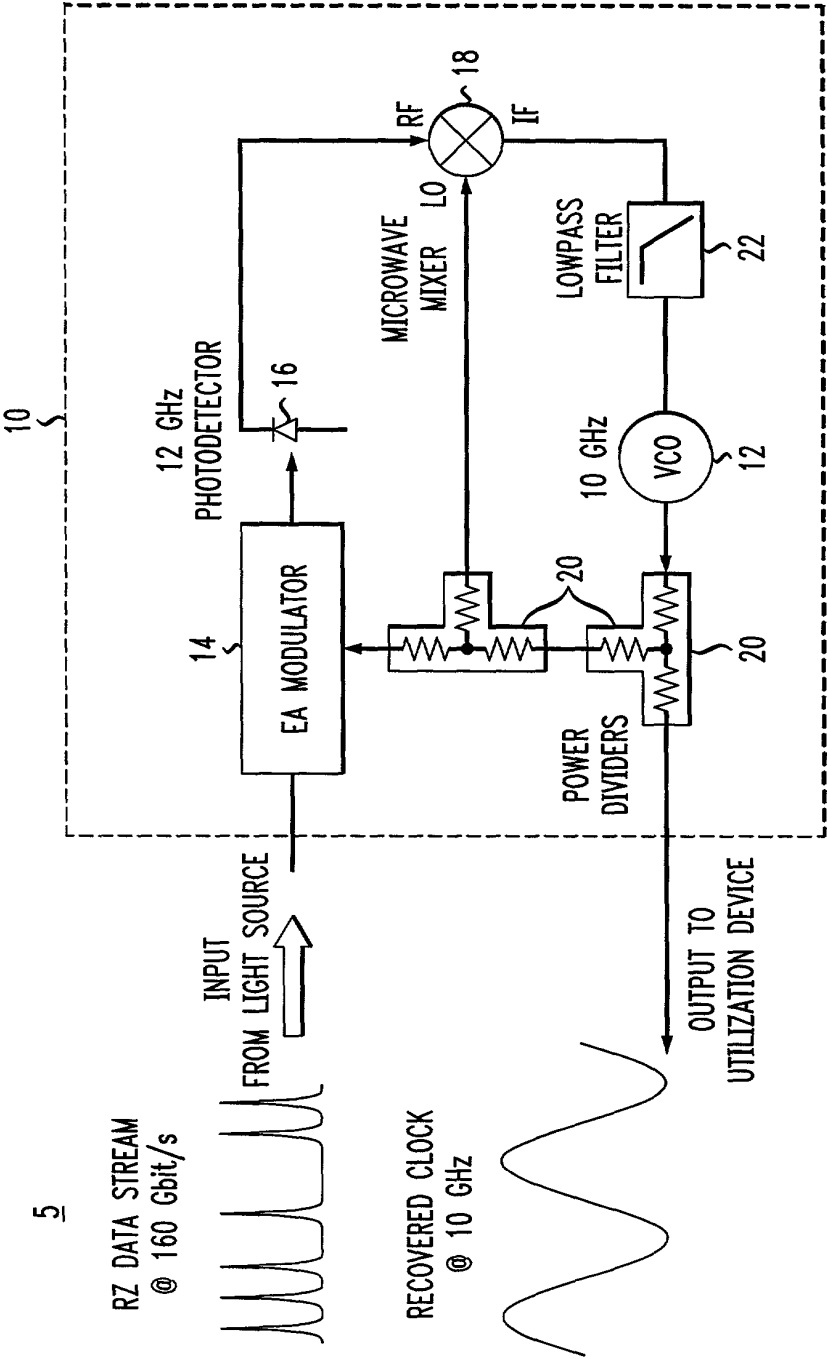 5
10
RZ DATA STREAM
@ 160 Gbit/s
INPUT
FROM LIGHT SOURCE
14
EA MODULATOR
12 GHz
PHOTODETECTOR
16
RF
18
LO
IF
MICROWAVE
MIXER
RECOVERED CLOCK
@ 10 GHz
OUTPUT TO
UTILIZATION DEVICE
POWER
DIVIDERS
20
20
10 GHz
VCO
12
LOWPASS
FILTER
22